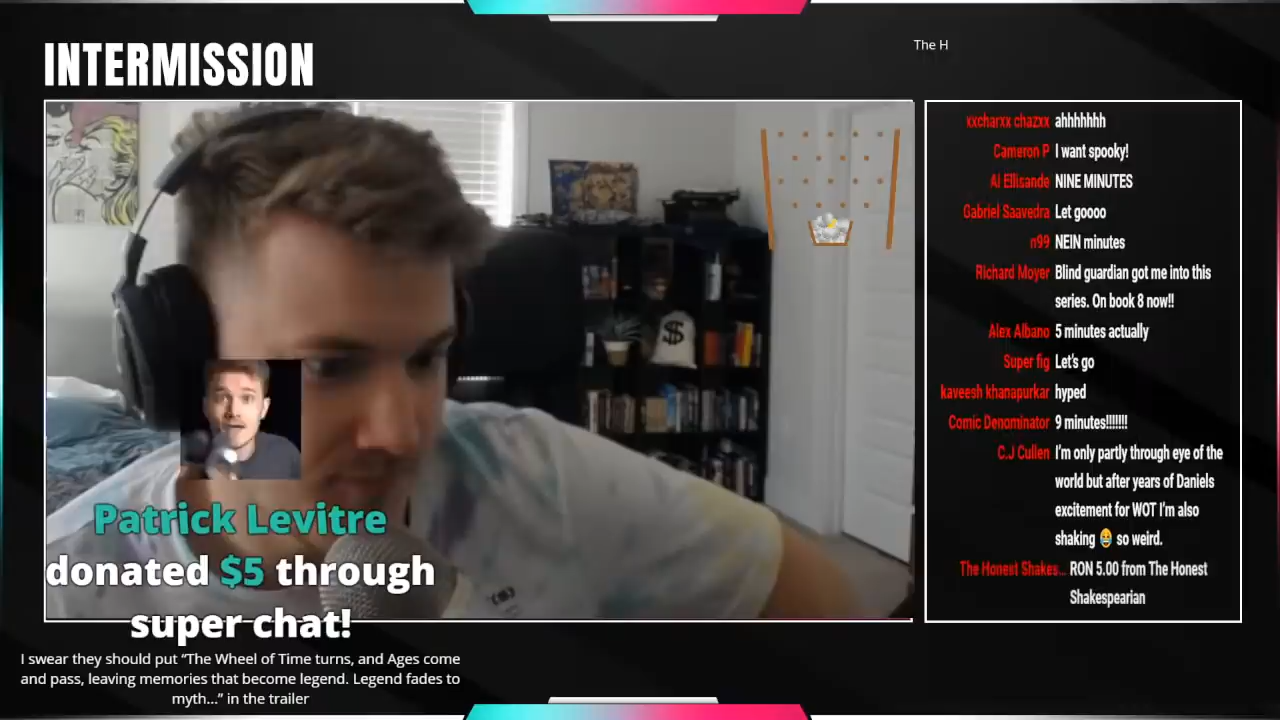 The H
INTERMISSION
xxcharxx chazxx ahhhhhhh
Cameron P I want spooky!
Al Ellisande NINE MINUTES
Gabriel Saavedra Let goooo
n99 NEIN minutes
Richard Moyer Blind guardian got me into this
series. On book 8 now!!
Alex Albano 5 minutes actually
Super fig Let's go
kaveesh khanapurkar hyped
Comic Denominator 9 minutes!!!!!!!
C.J Cullen I'm only partly through eye of the
world but after years of Daniels
excitement for WOT I'm also
shaking 😂 so weird.
The Honest Shakes... RON 5.00 from The Honest
Shakespearian
$
Patrick Levitre
donated $5 through
super chat!
I swear they should put “The Wheel of Time turns, and Ages come
and pass, leaving memories that become legend. Legend fades to
myth...” in the trailer